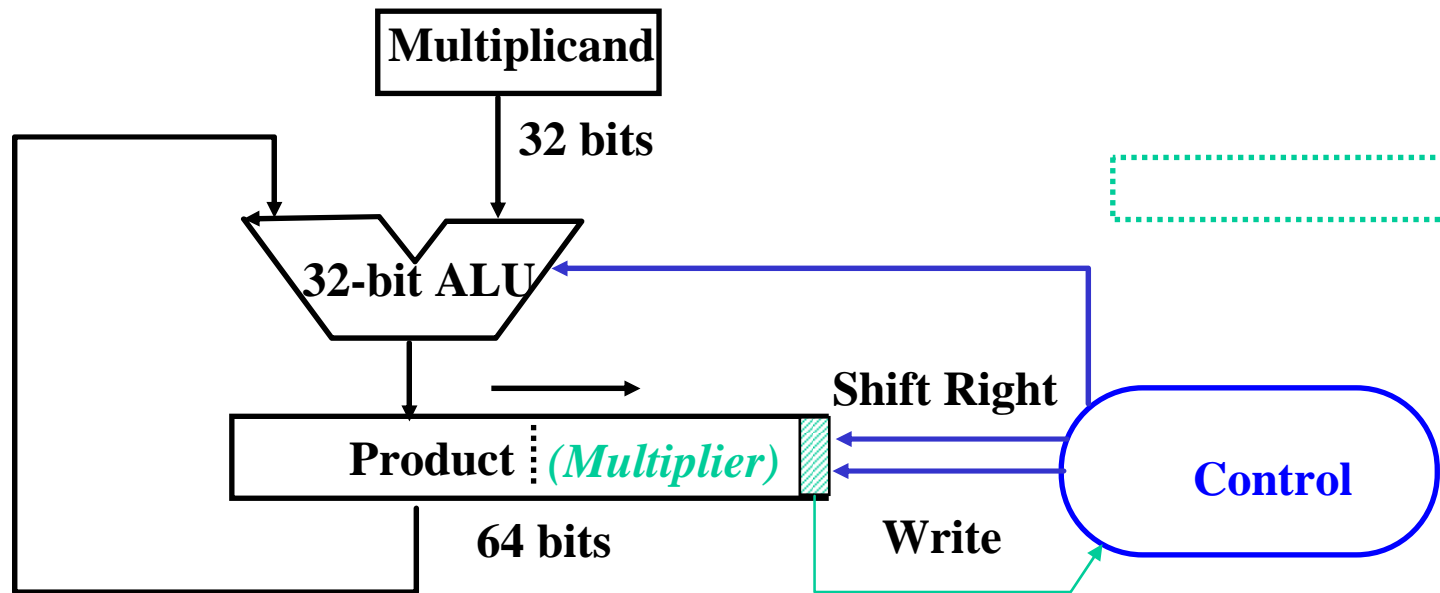 Multiplicand
32 bits
32-bit ALU
Shift Right
Product (Multiplier)
Control
64 bits
Write